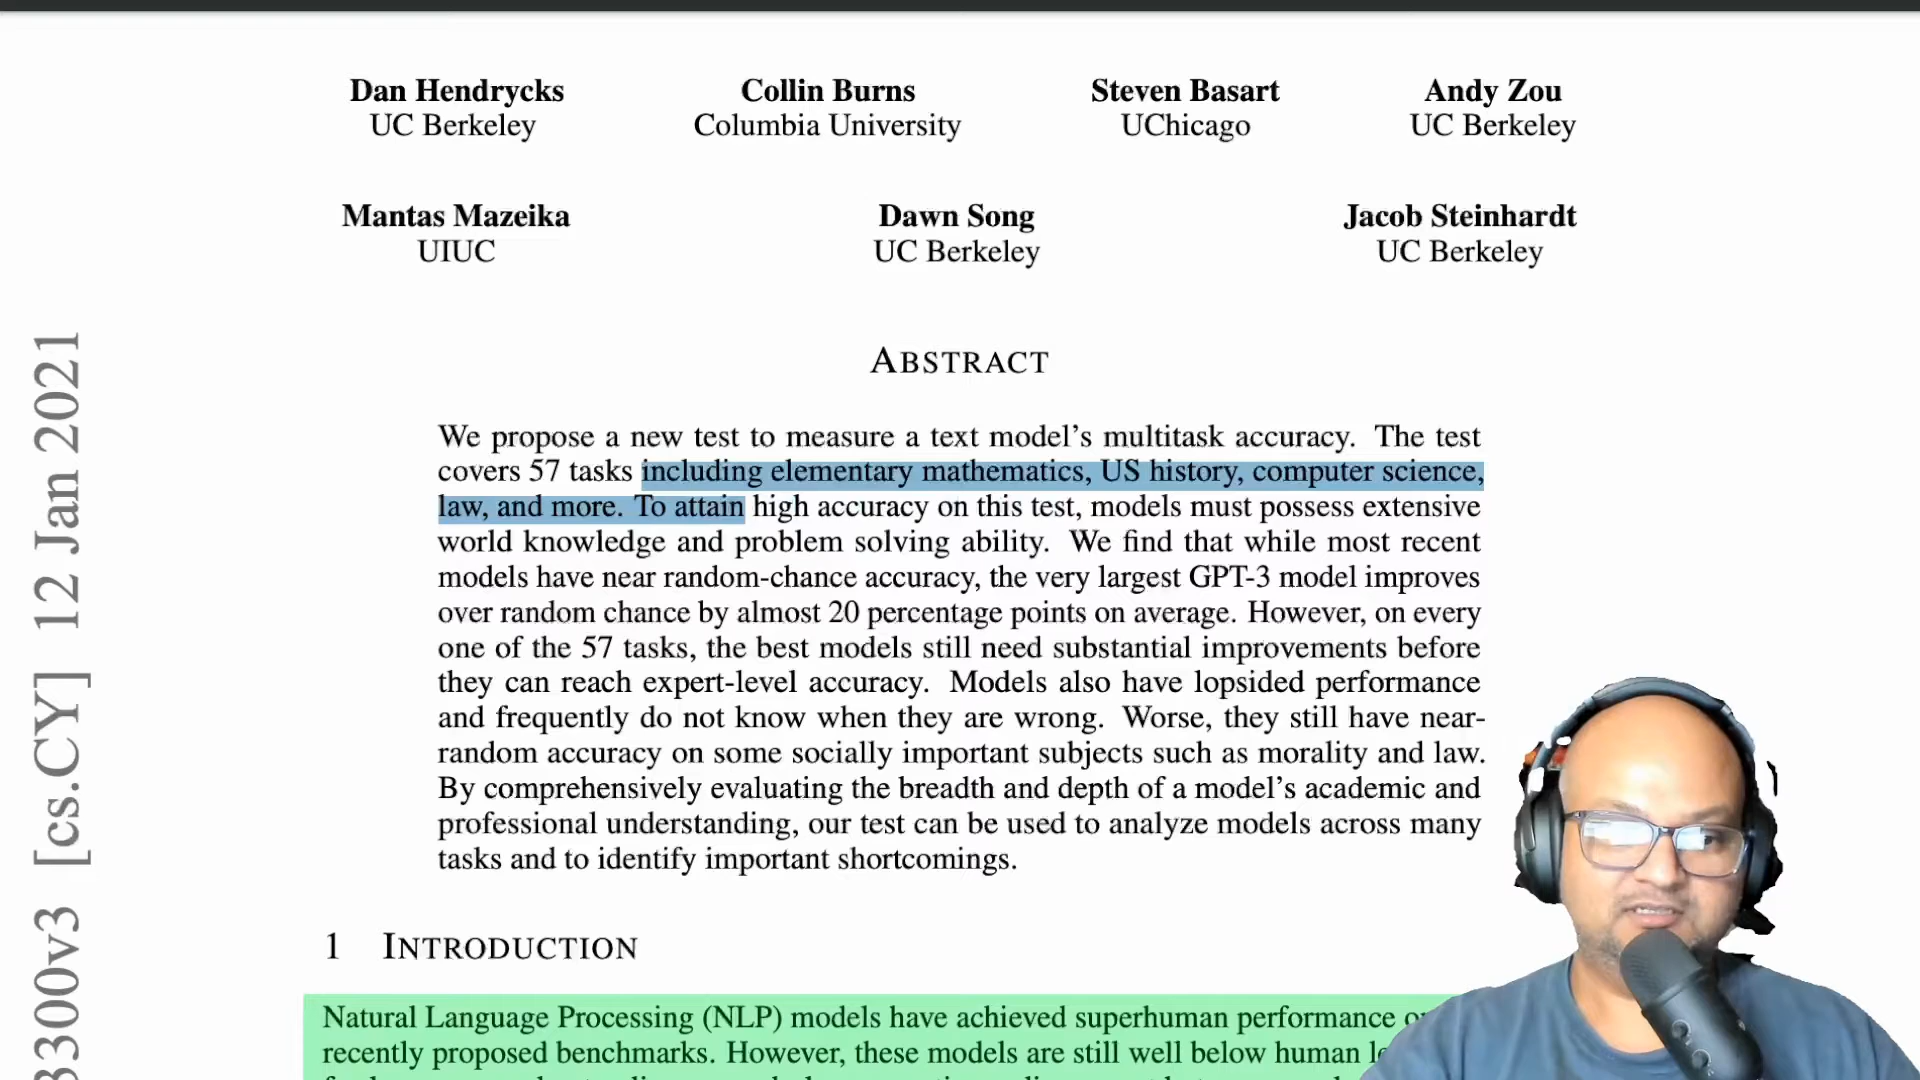 Dan Hendrycks
UC Berkeley
Collin Burns
Columbia University
Steven Basart
UChicago
Andy Zou
UC Berkeley
Mantas Mazeika
UIUC
Dawn Song
UC Berkeley
Jacob Steinhardt
UC Berkeley
ABSTRACT
We propose a new test to measure a text model's multitask accuracy. The test
covers 57 tasks including elementary mathematics, US history, computer science,
law, and more. To attain high accuracy on this test, models must possess extensive
world knowledge and problem solving ability. We find that while most recent
models have near random-chance accuracy, the very largest GPT-3 model improves
over random chance by almost 20 percentage points on average. However, on every
one of the 57 tasks, the best models still need substantial improvements before
they can reach expert-level accuracy. Models also have lopsided performance
and frequently do not know when they are wrong. Worse, they still have near-
random accuracy on some socially important subjects such as morality and law.
By comprehensively evaluating the breadth and depth of a model's academic and
professional understanding, our test can be used to analyze models across many
tasks and to identify important shortcomings.
1 INTRODUCTION
Natural Language Processing (NLP) models have achieved superhuman performance
recently proposed benchmarks. However, these models are still well below human
3300v3 [cs.CY] 12 Jan 2021